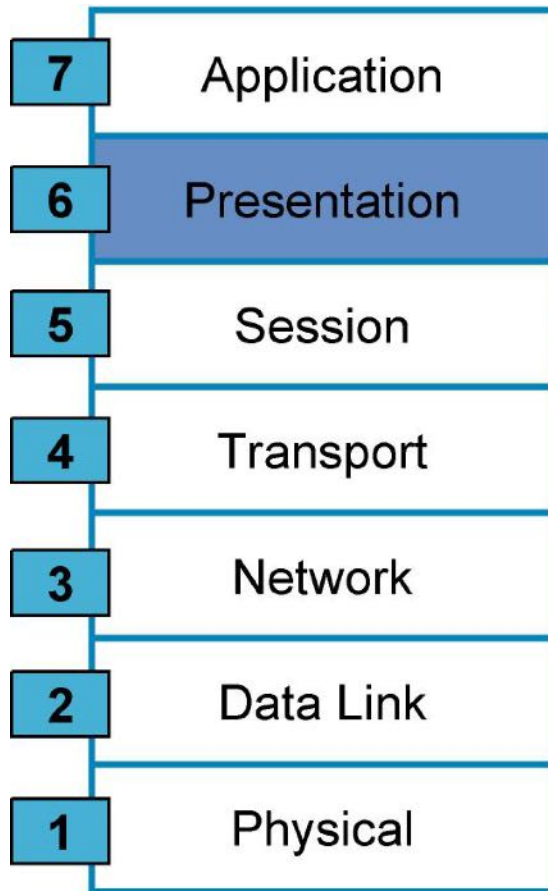 7 Application
6 Presentation
5 Session
4 Transport
3 Network
2 Data Link
1 Physical